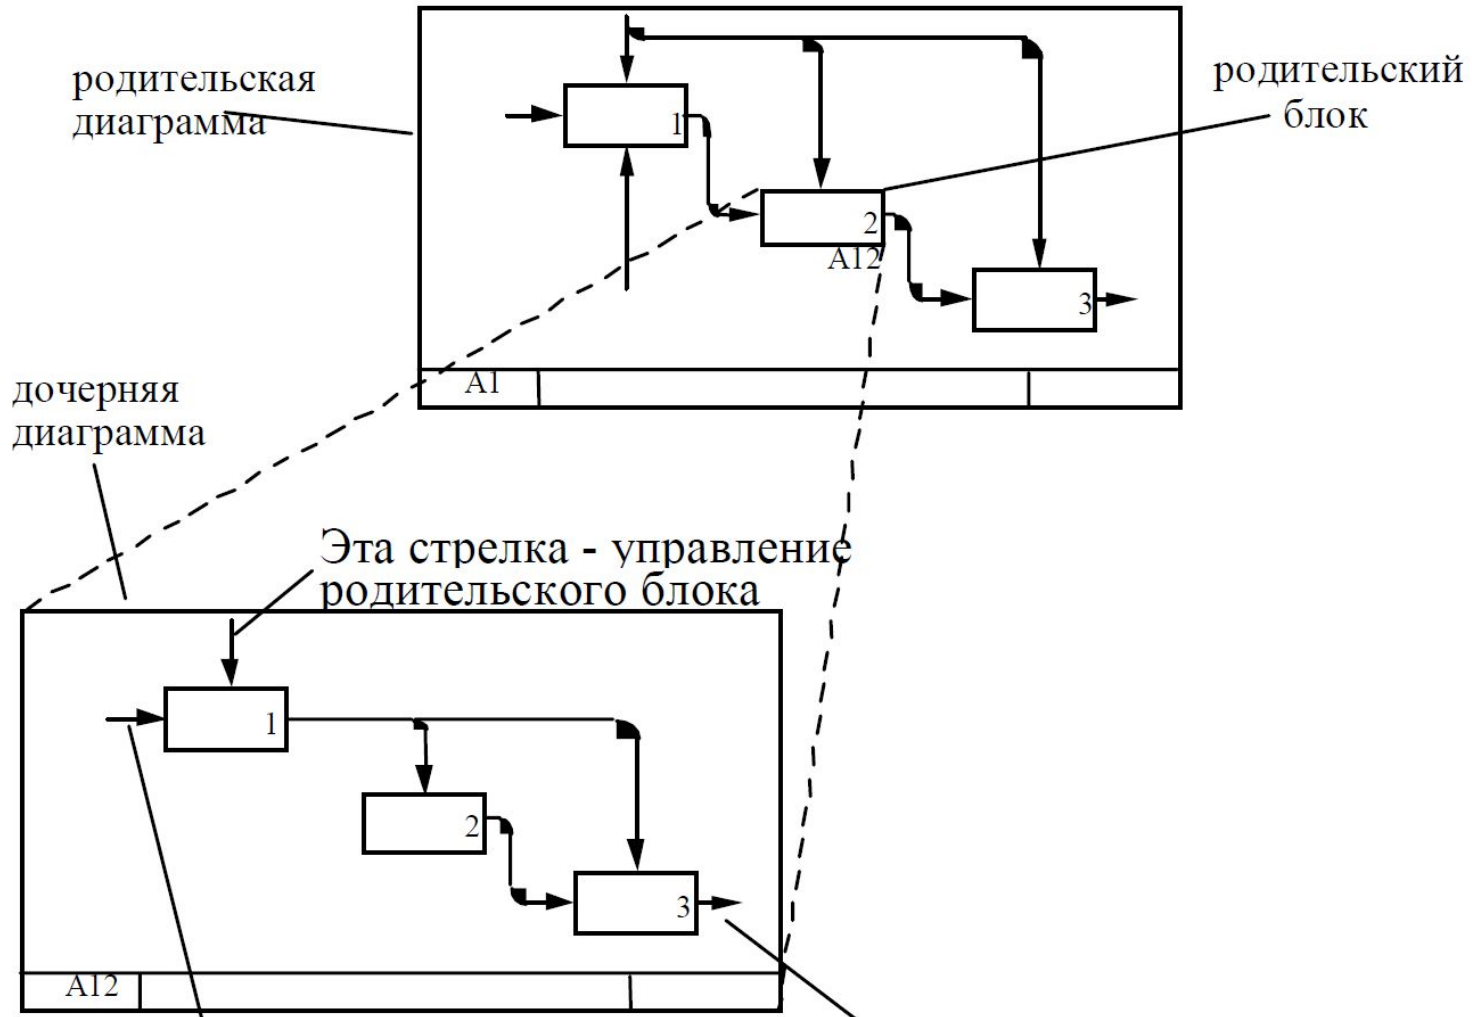 родительская
диаграмма
родительский
блок
1
2
A12
3
A1
дочерняя
диаграмма
Эта стрелка - управление
родительского блока
1
2
3
A12